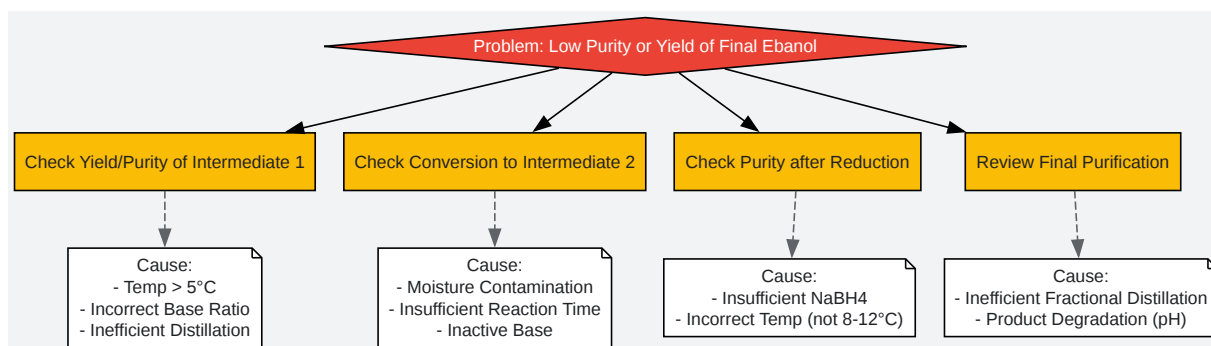 Problem: Low Purity or Yield of Final Ebanol
Check Yield/Purity of Intermediate 1
Check Conversion to Intermediate 2
Check Purity after Reduction
Review Final Purification
Cause:
- Temp > 5°C
- Incorrect Base Ratio
- Inefficient Distillation
Cause:
- Moisture Contamination
- Insufficient Reaction Time
- Inactive Base
Cause:
- Insufficient NaBH4
- Incorrect Temp (not 8-12°C)
Cause:
- Inefficient Fractional Distillation
- Product Degradation (pH)